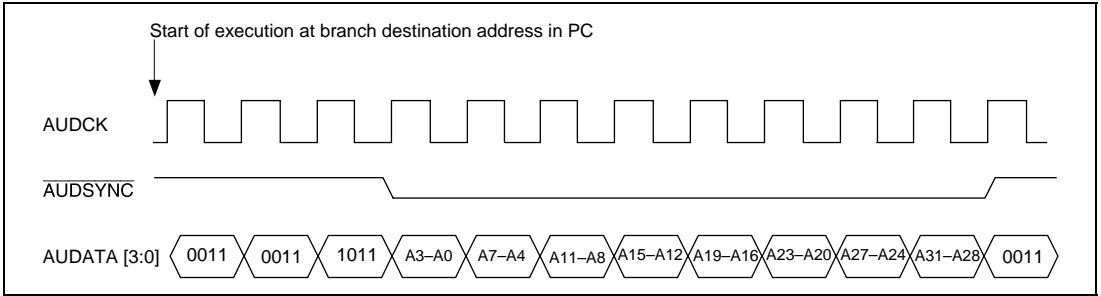 Start of execution at branch destination address in PC
AUDCK
AUDSYNC
AUDATA [3:0] 0011 0011 1011 A3–A0 A7–A4 A11–A8 A15–A12 A19–A16 A23–A20 A27–A24 A31–A28 0011